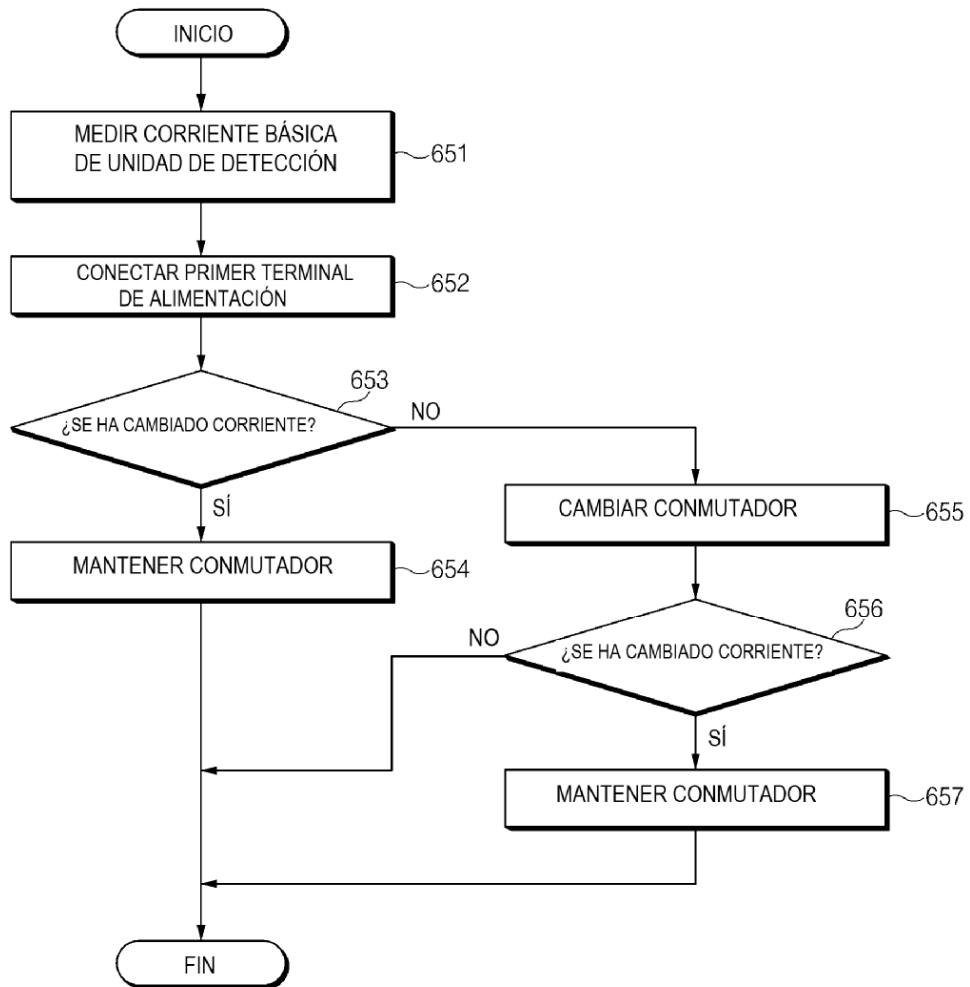 INICIO
MEDIR CORRIENTE BÁSICA
DE UNIDAD DE DETECCIÓN
651
CONECTAR PRIMER TERMINAL
DE ALIMENTACIÓN
652
653
¿SE HA CAMBIADO CORRIENTE?
NO
SÍ
CAMBIAR CONMUTADOR
655
MANTENER CONMUTADOR
654
656
¿SE HA CAMBIADO CORRIENTE?
NO
SÍ
MANTENER CONMUTADOR
657
FIN